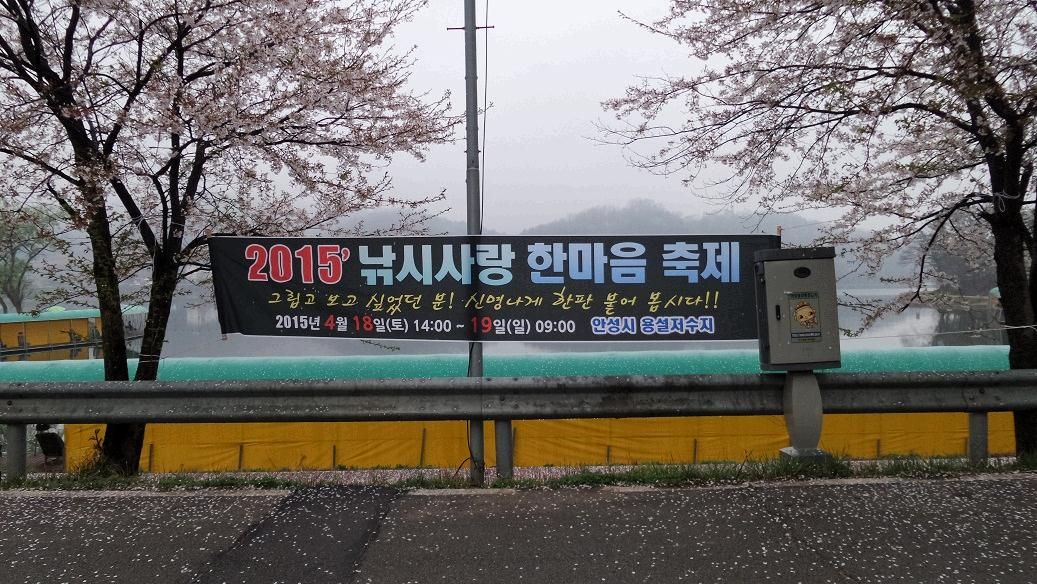 2015' 낚시사랑 한마음 축제
그립고 보고 싶었던 분! 신명나게 한판 붙어 봅시다!!
2015년 4월 18일(토) 14:00 ~ 19일(일) 09:00 안성시 용설저수지